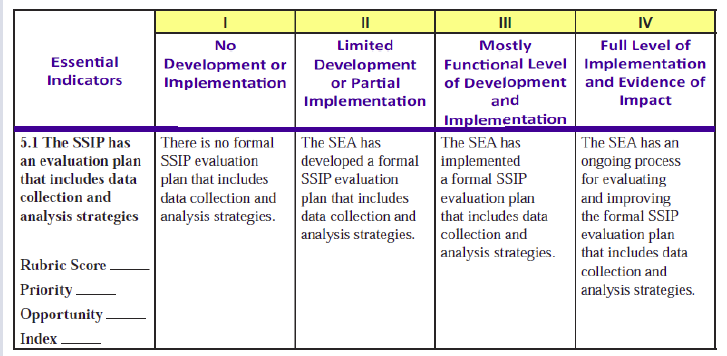 I
II
III
IV
Essential
Indicators
No
Development or
Implementation
Limited
Development
or Partial
Implementation
Mostly
Functional Level
of Development
and
Implementation
Full Level of
Implementation
and Evidence of
Impact
5.1 The SSIP has
an evaluation plan
that includes data
collection and
analysis strategies
Rubric Score
Priority
Opportunity
Index
There is no formal
SSIP evaluation
plan that includes
data collection and
analysis strategies.
The SEA has
developed a formal
SSIP evaluation
plan that includes
data collection and
analysis strategies.
The SEA has
implemented
a formal SSIP
evaluation plan
that includes data
collection and
analysis strategies.
The SEA has an
ongoing process
for evaluating
and improving
the formal SSIP
evaluation plan
that includes data
collection and
analysis strategies.